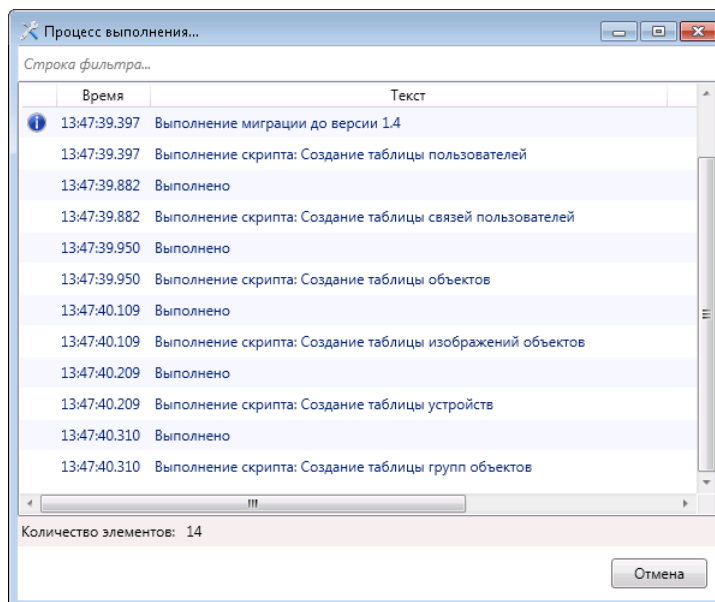 Процесс выполнения...
Строка фильтра...
Время Текст
13:47:39.397 Выполнение миграции до версии 1.4
13:47:39.397 Выполнение скрипта: Создание таблицы пользователей
13:47:39.882 Выполнено
13:47:39.882 Выполнение скрипта: Создание таблицы связей пользователей
13:47:39.950 Выполнено
13:47:39.950 Выполнение скрипта: Создание таблицы объектов
13:47:40.109 Выполнено
13:47:40.109 Выполнение скрипта: Создание таблицы изображений объектов
13:47:40.209 Выполнено
13:47:40.209 Выполнение скрипта: Создание таблицы устройств
13:47:40.310 Выполнено
13:47:40.310 Выполнение скрипта: Создание таблицы групп объектов
Количество элементов: 14
Отмена